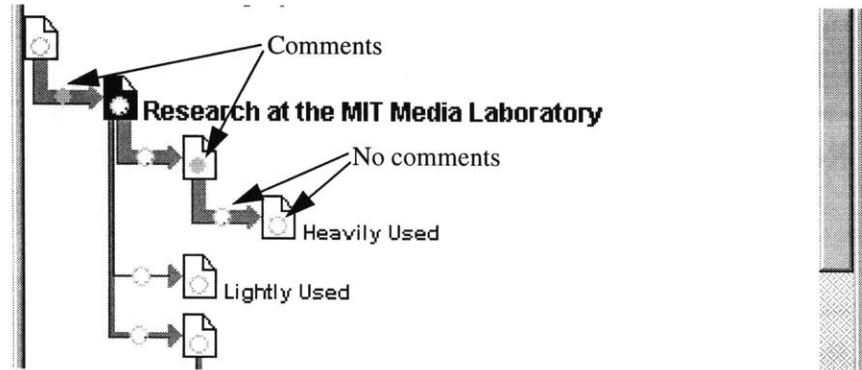 Comments
Research at the MIT Media Laboratory
No comments
Heavily Used
Lightly Used